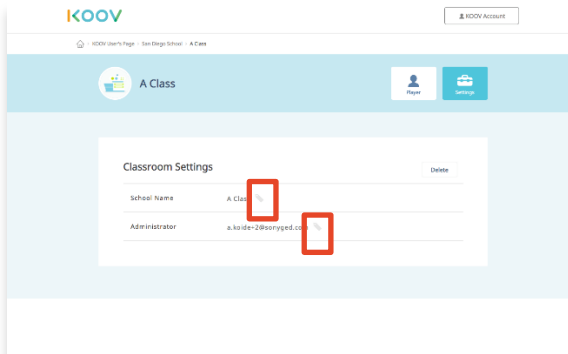 KOOV
KOOV Account
KOOV User's Page › San Diego School › A Class
A Class
Player
Settings
Classroom Settings
Delete
School Name
A Clas
Administrator
a.koide+2@sonyged.co